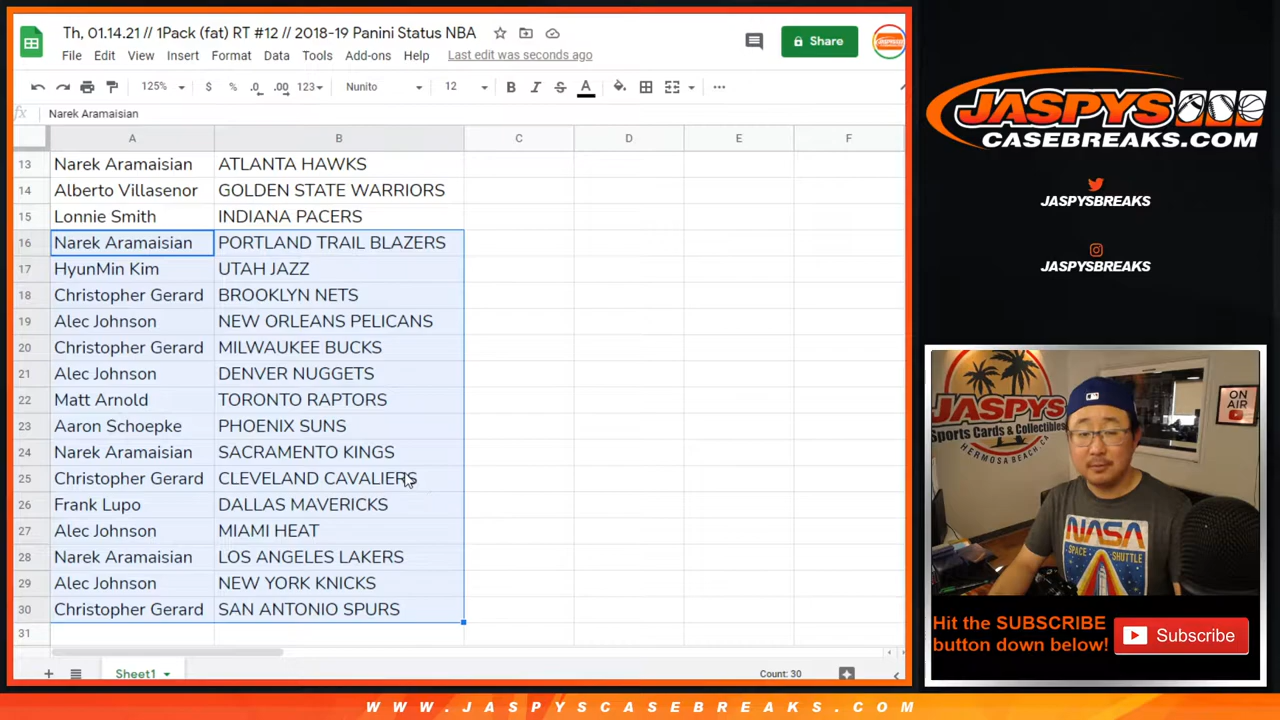 Th, 01.14.21 // 1Pack (fat) RT #12 // 2018-19 Panini Status NBA
File Edit View Insert Format Data Tools Add-ons Help Last edit was seconds ago
Share
125% $ % .0 .00 123 Nunito 12 B I S A
fx Narek Aramaisian
A B C D E F
13 Narek Aramaisian ATLANTA HAWKS
14 Alberto Villasenor GOLDEN STATE WARRIORS
15 Lonnie Smith INDIANA PACERS
16 Narek Aramaisian PORTLAND TRAIL BLAZERS
17 HyunMin Kim UTAH JAZZ
18 Christopher Gerard BROOKLYN NETS
19 Alec Johnson NEW ORLEANS PELICANS
20 Christopher Gerard MILWAUKEE BUCKS
21 Alec Johnson DENVER NUGGETS
22 Matt Arnold TORONTO RAPTORS
23 Aaron Schoepke PHOENIX SUNS
24 Narek Aramaisian SACRAMENTO KINGS
25 Christopher Gerard CLEVELAND CAVALIERS
26 Frank Lupo DALLAS MAVERICKS
27 Alec Johnson MIAMI HEAT
28 Narek Aramaisian LOS ANGELES LAKERS
29 Alec Johnson NEW YORK KNICKS
30 Christopher Gerard SAN ANTONIO SPURS
31
Sheet1
Count: 30
JASPYS
CASEBREAKS.COM
JASPYSBREAKS
JASPYSBREAKS
JASPYS
Sports Cards & Collectibles
HERMOSA BEACH, CA
ON
AIR
NASA
SPACE SHUTTLE
Hit the SUBSCRIBE
button down below!
Subscribe
WWW.JASPYSCASEBREAKS.COM